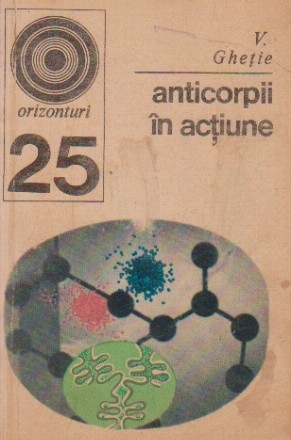 orizonturi
25
V.
Gheție
anticorpii
în acțiune